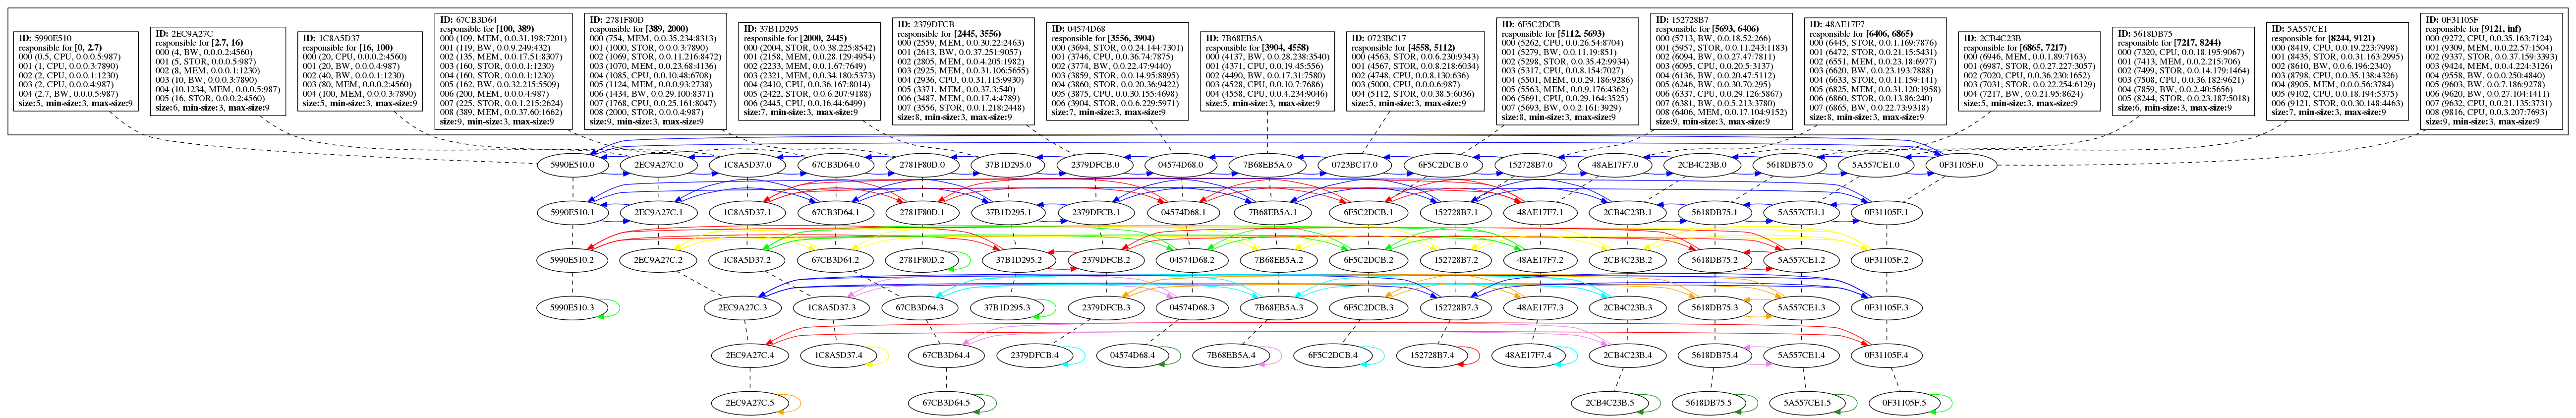 ID: 5990E510
responsible for [0, 2.7)
000 (0.5, CPU, 0.0.0.5:987)
001 (1, CPU, 0.0.0.3:7890)
002 (2, CPU, 0.0.0.1:1230)
003 (2, CPU, 0.0.0.4:987)
004 (2.7, BW, 0.0.0.5:987)
size:5, min-size:3, max-size:9
ID: 2EC9A27C
responsible for [2.7, 16)
000 (4, BW, 0.0.0.2:4560)
001 (5, STOR, 0.0.0.5:987)
002 (8, MEM, 0.0.0.1:1230)
003 (10, BW, 0.0.0.3:7890)
004 (10.1234, MEM, 0.0.0.5:987)
005 (16, STOR, 0.0.0.2:4560)
size:6, min-size:3, max-size:9
ID: 1C8A5D37
responsible for [16, 100)
000 (20, CPU, 0.0.0.2:4560)
001 (20, BW, 0.0.0.4:987)
002 (40, BW, 0.0.0.1:1230)
003 (80, MEM, 0.0.0.2:4560)
004 (100, MEM, 0.0.0.3:7890)
size:5, min-size:3, max-size:9
ID: 67CB3D64
responsible for [100, 389)
000 (109, MEM, 0.0.31.198:7201)
001 (119, BW, 0.0.9.249:432)
002 (135, MEM, 0.0.17.51:8307)
003 (160, STOR, 0.0.0.1:1230)
004 (160, STOR, 0.0.0.1:1230)
005 (162, BW, 0.0.32.215:5509)
006 (200, MEM, 0.0.0.4:987)
007 (225, STOR, 0.0.1.215:2624)
008 (389, MEM, 0.0.37.60:1662)
size:9, min-size:3, max-size:9
ID: 2781F80D
responsible for [389, 2000)
000 (754, MEM, 0.0.35.234:8313)
001 (1000, STOR, 0.0.0.3:7890)
002 (1069, STOR, 0.0.11.216:8472)
003 (1070, MEM, 0.0.23.68:4136)
004 (1085, CPU, 0.0.10.48:6708)
005 (1124, MEM, 0.0.0.93:2738)
006 (1434, BW, 0.0.29.100:8371)
007 (1768, CPU, 0.0.25.161:8047)
008 (2000, STOR, 0.0.0.4:987)
size:9, min-size:3, max-size:9
ID: 37B1D295
responsible for [2000, 2445)
000 (2004, STOR, 0.0.38.225:8542)
001 (2158, MEM, 0.0.28.129:4954)
002 (2233, MEM, 0.0.1.67:7649)
003 (2321, MEM, 0.0.34.180:5373)
004 (2410, CPU, 0.0.36.167:8014)
005 (2422, STOR, 0.0.6.207:9188)
006 (2445, CPU, 0.0.16.44:6499)
size:7, min-size:3, max-size:9
ID: 2379DFCB
responsible for [2445, 3556)
000 (2559, MEM, 0.0.30.22:2463)
001 (2613, BW, 0.0.37.251:9057)
002 (2805, MEM, 0.0.4.205:1982)
003 (2925, MEM, 0.0.31.106:5655)
004 (2936, CPU, 0.0.31.115:9930)
005 (3371, MEM, 0.0.37.3:540)
006 (3487, MEM, 0.0.17.4:4789)
007 (3556, STOR, 0.0.1.218:2448)
size:8, min-size:3, max-size:9
ID: 04574D68
responsible for [3556, 3904)
000 (3694, STOR, 0.0.24.144:7301)
001 (3746, CPU, 0.0.36.74:7875)
002 (3774, BW, 0.0.22.47:9440)
003 (3859, STOR, 0.0.14.95:8895)
004 (3860, STOR, 0.0.20.36:9422)
005 (3875, CPU, 0.0.30.155:4698)
006 (3904, STOR, 0.0.6.229:5971)
size:7, min-size:3, max-size:9
ID: 7B68EB5A
responsible for [3904, 4558)
000 (4137, BW, 0.0.28.238:3540)
001 (4371, CPU, 0.0.19.45:556)
002 (4490, BW, 0.0.17.31:7580)
003 (4528, CPU, 0.0.10.7:7686)
004 (4558, CPU, 0.0.4.234:9046)
size:5, min-size:3, max-size:9
ID: 0723BC17
responsible for [4558, 5112)
000 (4563, STOR, 0.0.6.230:9343)
001 (4567, STOR, 0.0.8.218:6034)
002 (4748, CPU, 0.0.8.130:636)
003 (5000, CPU, 0.0.0.6:987)
004 (5112, STOR, 0.0.38.5:6036)
size:5, min-size:3, max-size:9
ID: 6F5C2DCB
responsible for [5112, 5693)
000 (5262, CPU, 0.0.26.54:8704)
001 (5279, BW, 0.0.11.19:851)
002 (5298, STOR, 0.0.35.42:9934)
003 (5317, CPU, 0.0.8.154:7027)
004 (5501, MEM, 0.0.29.186:9286)
005 (5563, MEM, 0.0.9.176:4362)
006 (5691, CPU, 0.0.29.164:3525)
007 (5693, BW, 0.0.2.161:3929)
size:8, min-size:3, max-size:9
ID: 152728B7
responsible for [5693, 6406)
000 (5713, BW, 0.0.18.52:266)
001 (5957, STOR, 0.0.11.243:1183)
002 (6094, BW, 0.0.27.47:7811)
003 (6095, CPU, 0.0.20.5:3137)
004 (6136, BW, 0.0.20.47:5112)
005 (6246, BW, 0.0.30.70:295)
006 (6337, CPU, 0.0.29.126:5867)
007 (6381, BW, 0.0.5.213:3780)
008 (6406, MEM, 0.0.17.104:9152)
size:9, min-size:3, max-size:9
ID: 48AE17F7
responsible for [6406, 6865)
000 (6445, STOR, 0.0.1.169:7876)
001 (6472, STOR, 0.0.21.15:5431)
002 (6551, MEM, 0.0.23.18:6977)
003 (6620, BW, 0.0.23.193:7888)
004 (6633, STOR, 0.0.11.159:141)
005 (6825, MEM, 0.0.31.120:1958)
006 (6860, STOR, 0.0.13.86:240)
007 (6865, BW, 0.0.22.73:9318)
size:8, min-size:3, max-size:9
ID: 2CB4C23B
responsible for [6865, 7217)
000 (6946, MEM, 0.0.1.89:7163)
001 (6987, STOR, 0.0.27.227:3057)
002 (7020, CPU, 0.0.36.230:1652)
003 (7031, STOR, 0.0.22.254:6129)
004 (7217, BW, 0.0.21.95:8624)
size:5, min-size:3, max-size:9
ID: 5618DB75
responsible for [7217, 8244)
000 (7320, CPU, 0.0.18.195:9067)
001 (7413, MEM, 0.0.2.215:706)
002 (7499, STOR, 0.0.14.179:1464)
003 (7508, CPU, 0.0.36.182:9621)
004 (7859, BW, 0.0.2.40:5656)
005 (8244, STOR, 0.0.23.187:5018)
size:6, min-size:3, max-size:9
ID: 5A557CE1
responsible for [8244, 9121)
000 (8419, CPU, 0.0.19.223:7998)
001 (8435, STOR, 0.0.31.163:2995)
002 (8610, BW, 0.0.6.196:2340)
003 (8798, CPU, 0.0.35.138:4326)
004 (8905, MEM, 0.0.0.56:3784)
005 (9102, CPU, 0.0.18.194:5375)
006 (9121, STOR, 0.0.30.148:4463)
size:7, min-size:3, max-size:9
ID: 0F31105F
responsible for [9121, inf)
000 (9272, CPU, 0.0.35.163:7124)
001 (9309, MEM, 0.0.22.57:1504)
002 (9337, STOR, 0.0.37.159:3393)
003 (9424, MEM, 0.0.4.224:3126)
004 (9558, BW, 0.0.0.250:4840)
005 (9603, BW, 0.0.7.186:9278)
006 (9620, BW, 0.0.27.104:1411)
007 (9632, CPU, 0.0.21.135:3731)
008 (9816, CPU, 0.0.3.207:7693)
size:9, min-size:3, max-size:9
5990E510.0 2EC9A27C.0 1C8A5D37.0 67CB3D64.0 2781F80D.0 37B1D295.0 2379DFCB.0 04574D68.0 7B68EB5A.0 0723BC17.0 6F5C2DCB.0 152728B7.0 48AE17F7.0 2CB4C23B.0 5618DB75.0 5A557CE1.0 0F31105F.0
5990E510.1 2EC9A27C.1 1C8A5D37.1 67CB3D64.1 2781F80D.1 37B1D295.1 2379DFCB.1 04574D68.1 7B68EB5A.1 6F5C2DCB.1 152728B7.1 48AE17F7.1 2CB4C23B.1 5618DB75.1 5A557CE1.1 0F31105F.1
5990E510.2 2EC9A27C.2 1C8A5D37.2 67CB3D64.2 2781F80D.2 37B1D295.2 2379DFCB.2 04574D68.2 7B68EB5A.2 6F5C2DCB.2 152728B7.2 48AE17F7.2 2CB4C23B.2 5618DB75.2 5A557CE1.2 0F31105F.2
5990E510.3 2EC9A27C.3 1C8A5D37.3 67CB3D64.3 37B1D295.3 2379DFCB.3 04574D68.3 7B68EB5A.3 6F5C2DCB.3 152728B7.3 48AE17F7.3 2CB4C23B.3 5618DB75.3 5A557CE1.3 0F31105F.3
2EC9A27C.4 1C8A5D37.4 67CB3D64.4 2379DFCB.4 04574D68.4 7B68EB5A.4 6F5C2DCB.4 152728B7.4 48AE17F7.4 2CB4C23B.4 5618DB75.4 5A557CE1.4 0F31105F.4
2EC9A27C.5 67CB3D64.5 2CB4C23B.5 5618DB75.5 5A557CE1.5 0F31105F.5